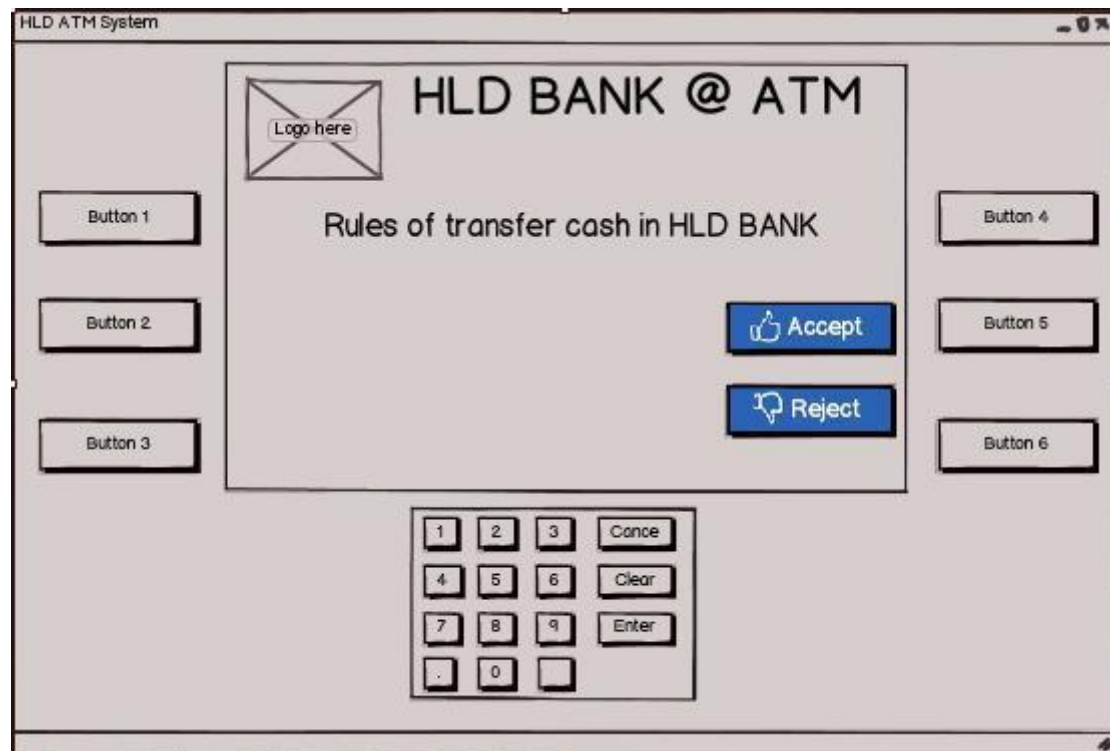 HLD ATM System
HLD BANK @ ATM
Logo here
Rules of transfer cash in HLD BANK
Button 1
Button 4
Button 2
Accept
Button 5
Reject
Button 3
Button 6
1 2 3 Cance
4 5 6 Clear
7 8 9 Enter
. 0